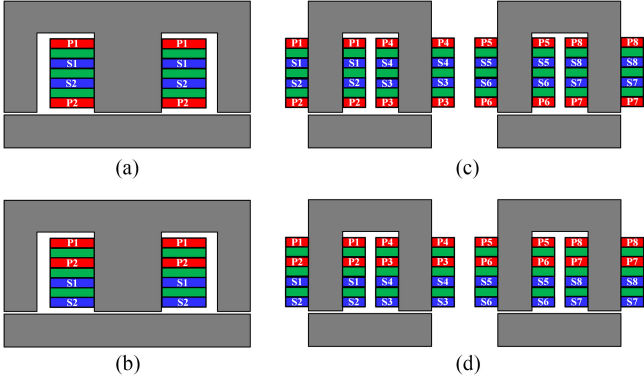 P1 P1
S1 S1
S2 S2
P2 P2
(a)
P1 P1 P4 P4 P5 P5 P8 P8
S1 S1 S4 S4 S5 S5 S8 S8
S2 S2 S3 S3 S6 S6 S7 S7
P2 P2 P3 P3 P6 P6 P7 P7
(c)
P1 P1
P2 P2
S1 S1
S2 S2
(b)
P1 P1 P4 P4 P5 P5 P8 P8
P2 P2 P3 P3 P6 P6 P7 P7
S1 S1 S4 S4 S5 S5 S8 S8
S2 S2 S3 S3 S6 S6 S7 S7
(d)